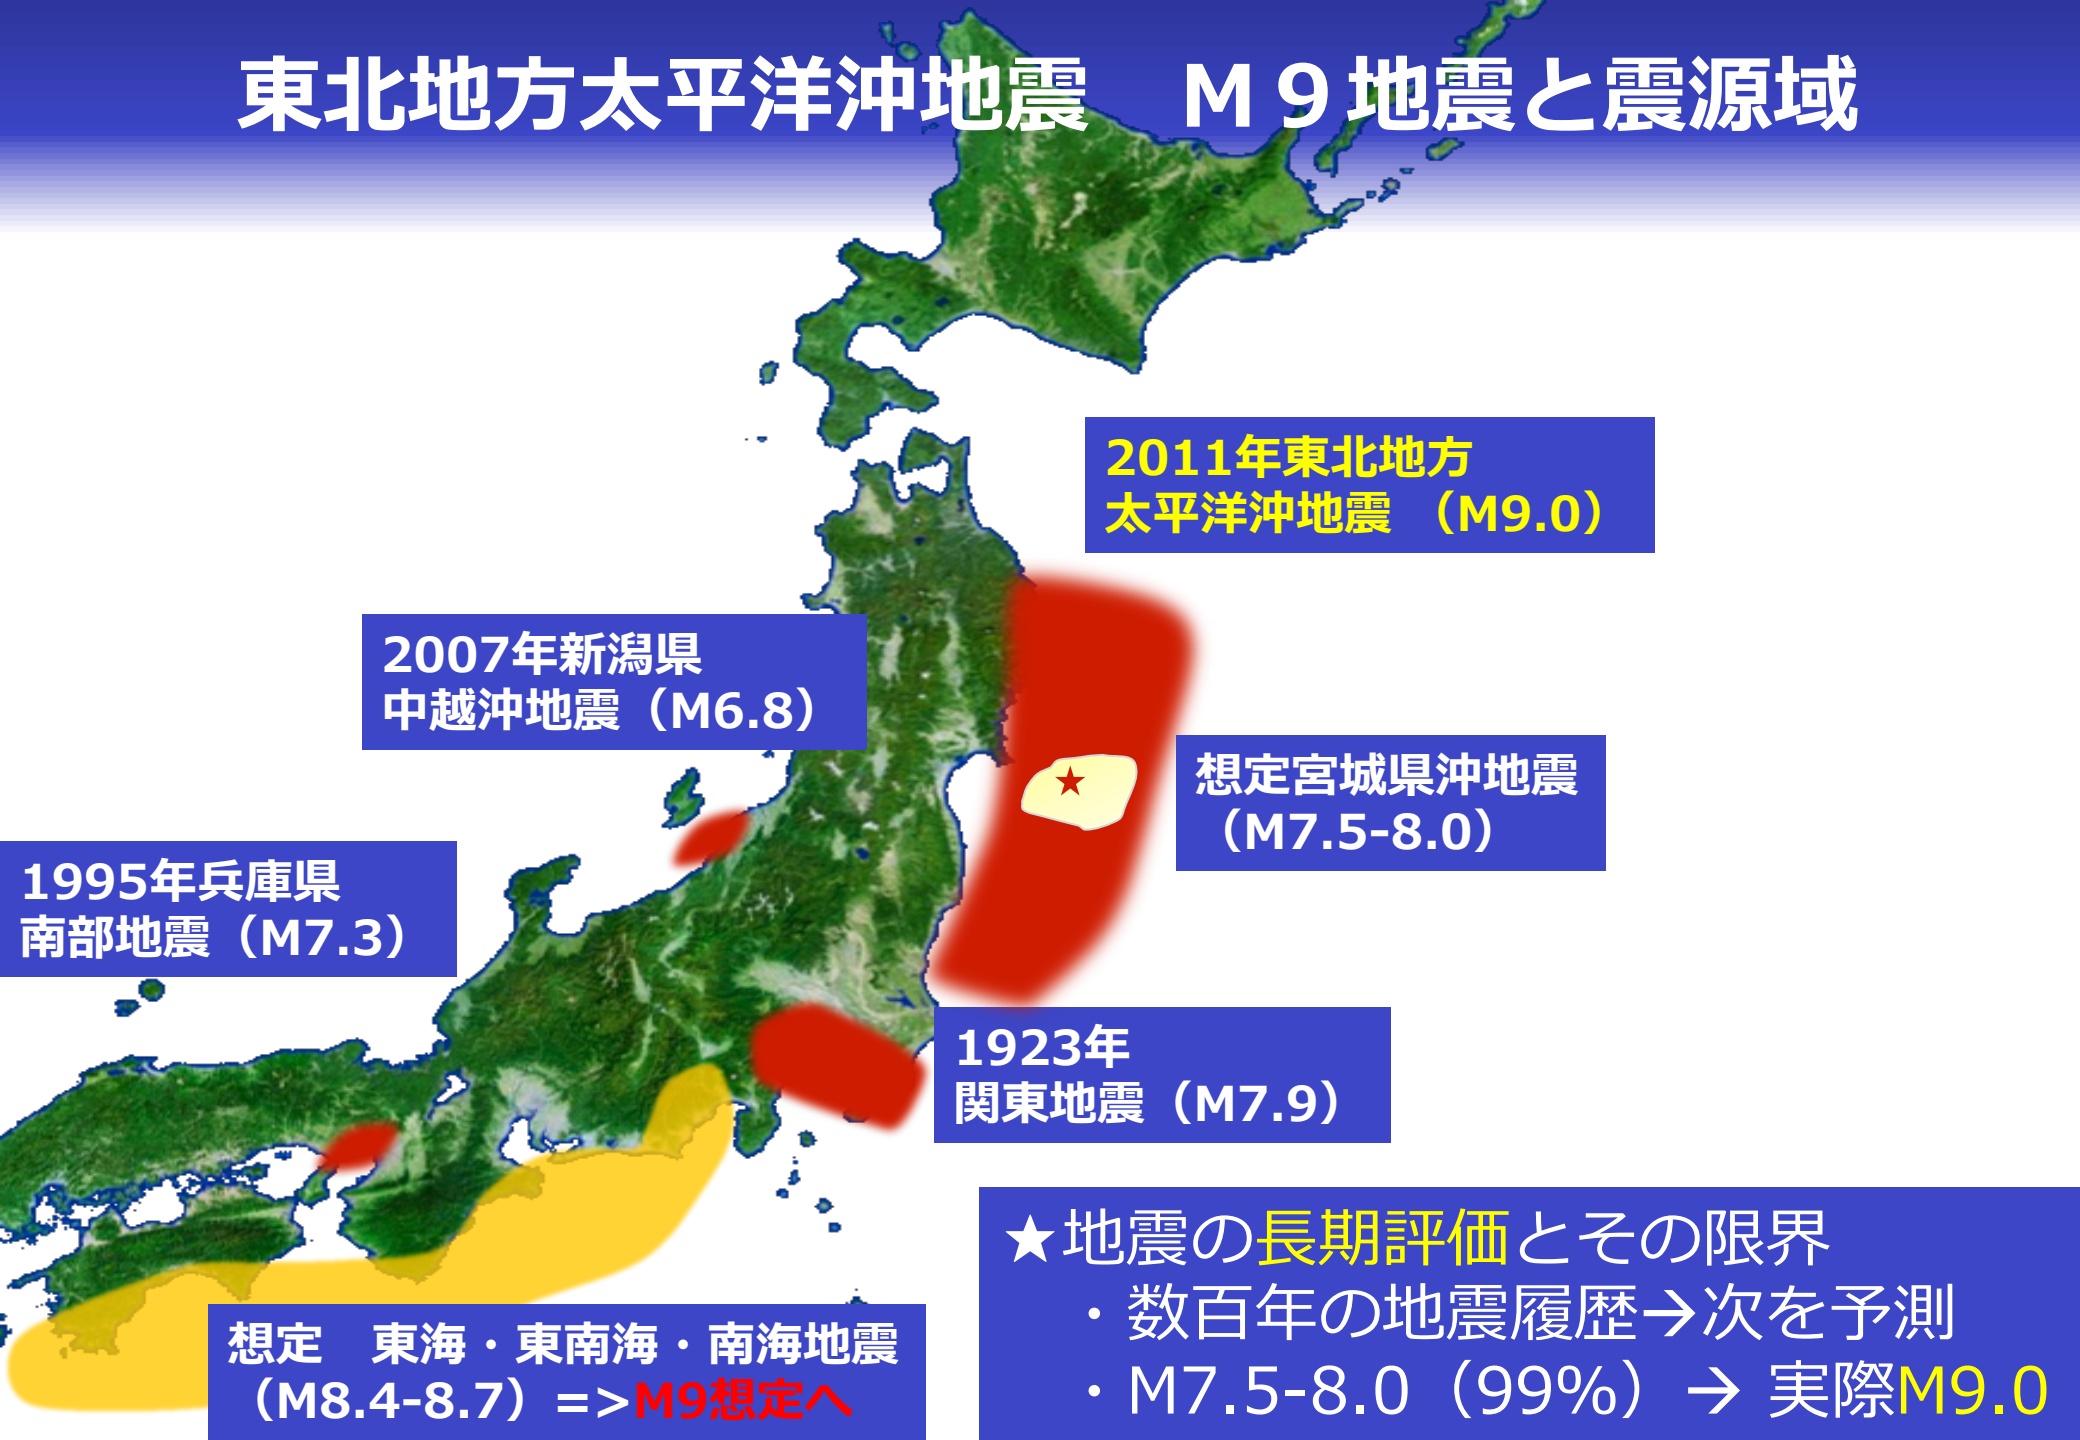 東北地方太平洋沖地震　M９地震と震源域
2011年東北地方
太平洋沖地震 （M9.0）
2007年新潟県
中越沖地震（M6.8）
想定宮城県沖地震
（M7.5-8.0）
1995年兵庫県
南部地震（M7.3）
1923年
関東地震（M7.9）
想定　東海・東南海・南海地震
（M8.4-8.7）=>M9想定へ
★地震の長期評価とその限界
・数百年の地震履歴→次を予測
・M7.5-8.0（99%）→ 実際M9.0